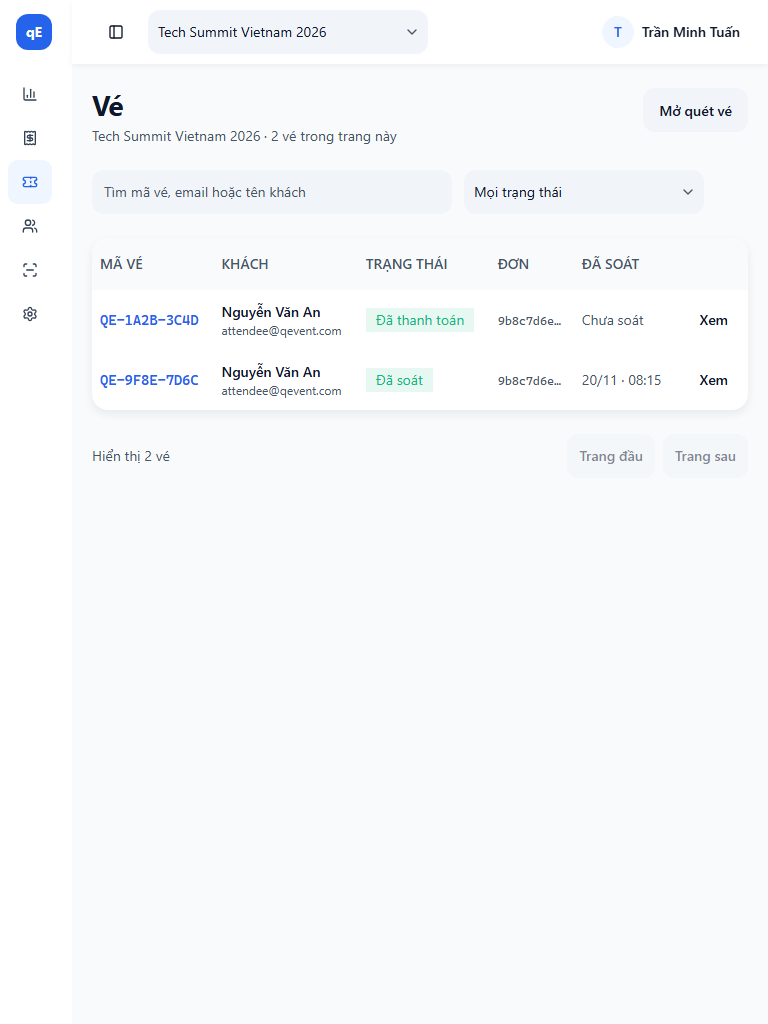 qE
Tech Summit Vietnam 2026
T
Trần Minh Tuấn
Vé
Mở quét vé
Tech Summit Vietnam 2026 · 2 vé trong trang này
Tìm mã vé, email hoặc tên khách
Mọi trạng thái
MÃ VÉ KHÁCH TRẠNG THÁI ĐƠN ĐÃ SOÁT
QE-1A2B-3C4D Nguyễn Văn An Đã thanh toán 9b8c7d6e… Chưa soát Xem
attendee@qevent.com
QE-9F8E-7D6C Nguyễn Văn An Đã soát 9b8c7d6e… 20/11 · 08:15 Xem
attendee@qevent.com
Hiển thị 2 vé
Trang đầu
Trang sau